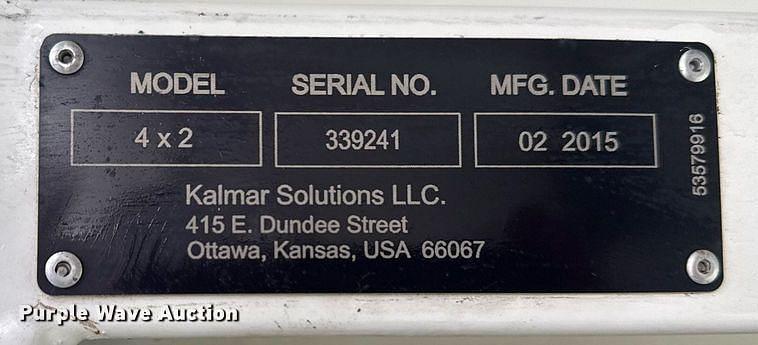 MODEL SERIAL NO. MFG. DATE
4 x 2 339241 02 2015
Kalmar Solutions LLC.
415 E. Dundee Street
Ottawa, Kansas, USA 66067
53579916
Purple Wave Auction